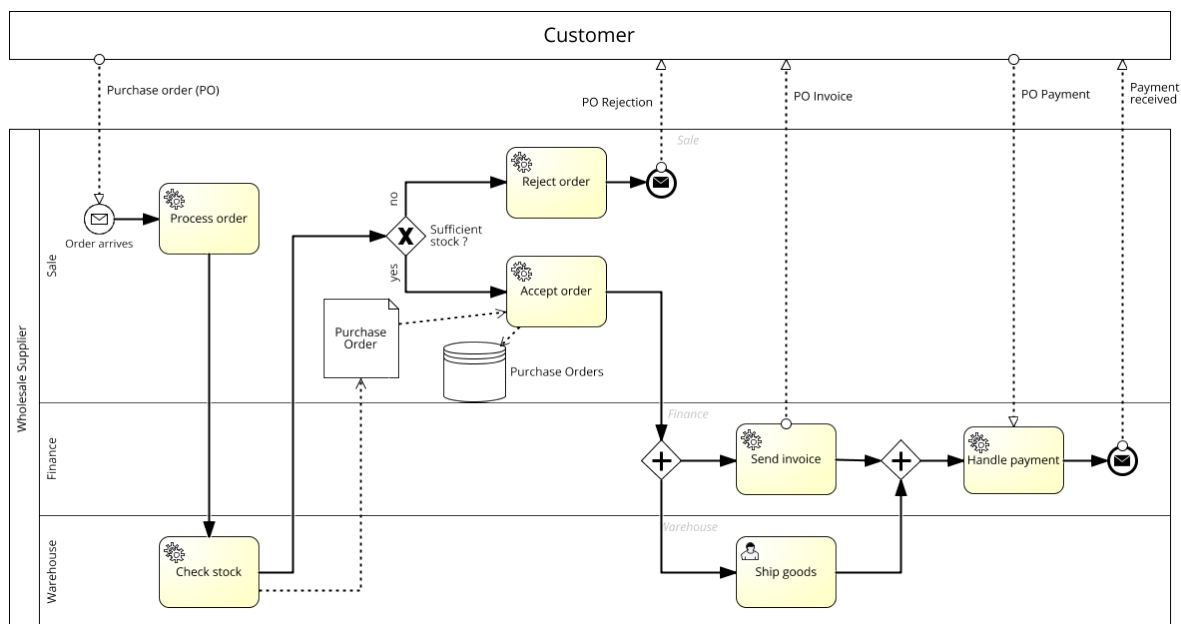 Customer
Purchase order (PO)
PO Rejection
PO Invoice
PO Payment
Payment
received
Wholesale Supplier
Sale
Sale
Order arrives
Process order
no
yes
Sufficient
stock ?
Reject order
Accept order
Purchase
Order
Purchase Orders
Finance
Finance
Send invoice
Handle payment
Warehouse
Warehouse
Check stock
Ship goods